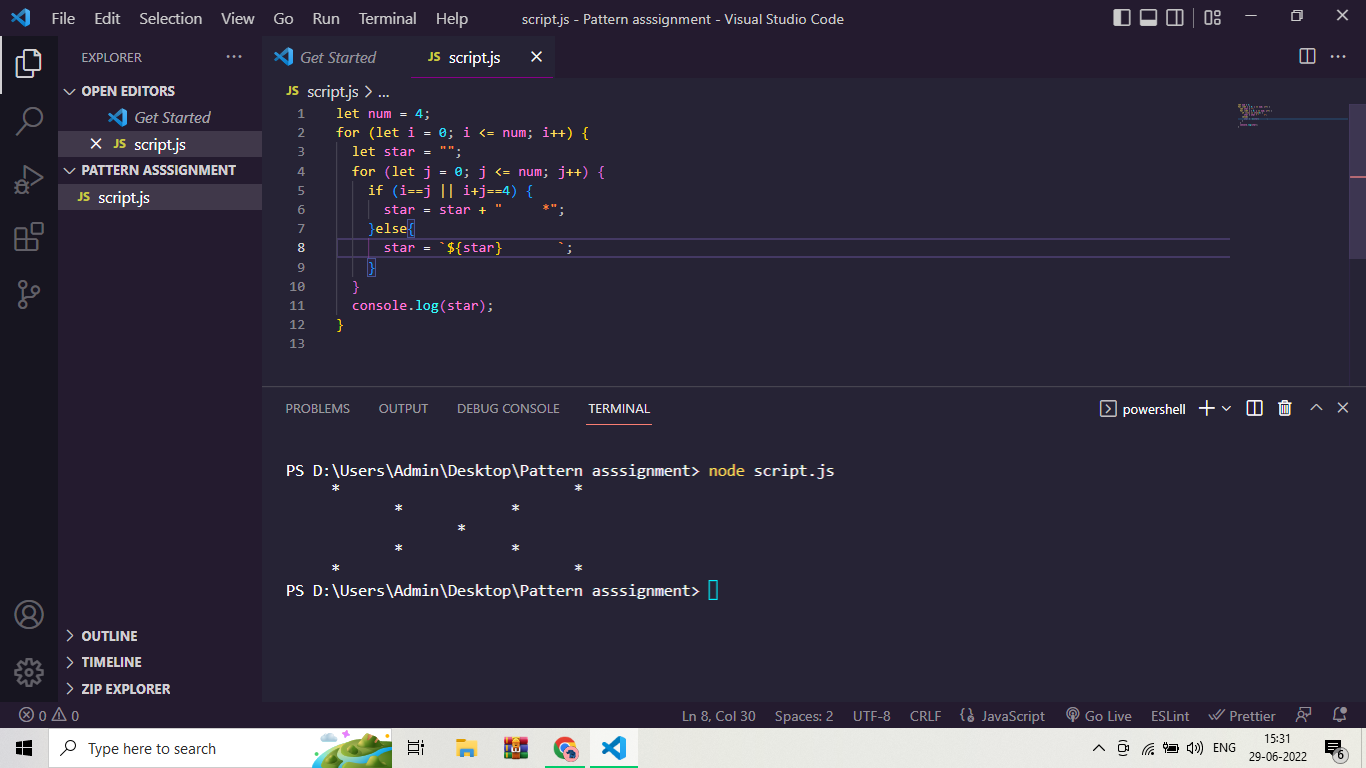 File Edit Selection View Go Run Terminal Help script.js - Pattern asssignment - Visual Studio Code
EXPLORER ...
OPEN EDITORS
Get Started
JS script.js
PATTERN ASSSIGNMENT
JS script.js
OUTLINE
TIMELINE
ZIP EXPLORER
Get Started JS script.js
JS script.js > ...
1 let num = 4;
2 for (let i = 0; i <= num; i++) {
3   let star = "";
4   for (let j = 0; j <= num; j++) {
5     if (i==j || i+j==4) {
6       star = star + "     *";
7     }else{
8       star = `${star}       `;
9     }
10   }
11   console.log(star);
12 }
13
PROBLEMS OUTPUT DEBUG CONSOLE TERMINAL powershell
PS D:\Users\Admin\Desktop\Pattern asssignment> node script.js
     *                          *
            *            *
                   *
            *            *
     *                          *
PS D:\Users\Admin\Desktop\Pattern asssignment>
0 0 Ln 8, Col 30 Spaces: 2 UTF-8 CRLF JavaScript Go Live ESLint Prettier
Type here to search ENG 15:31
29-06-2022 6